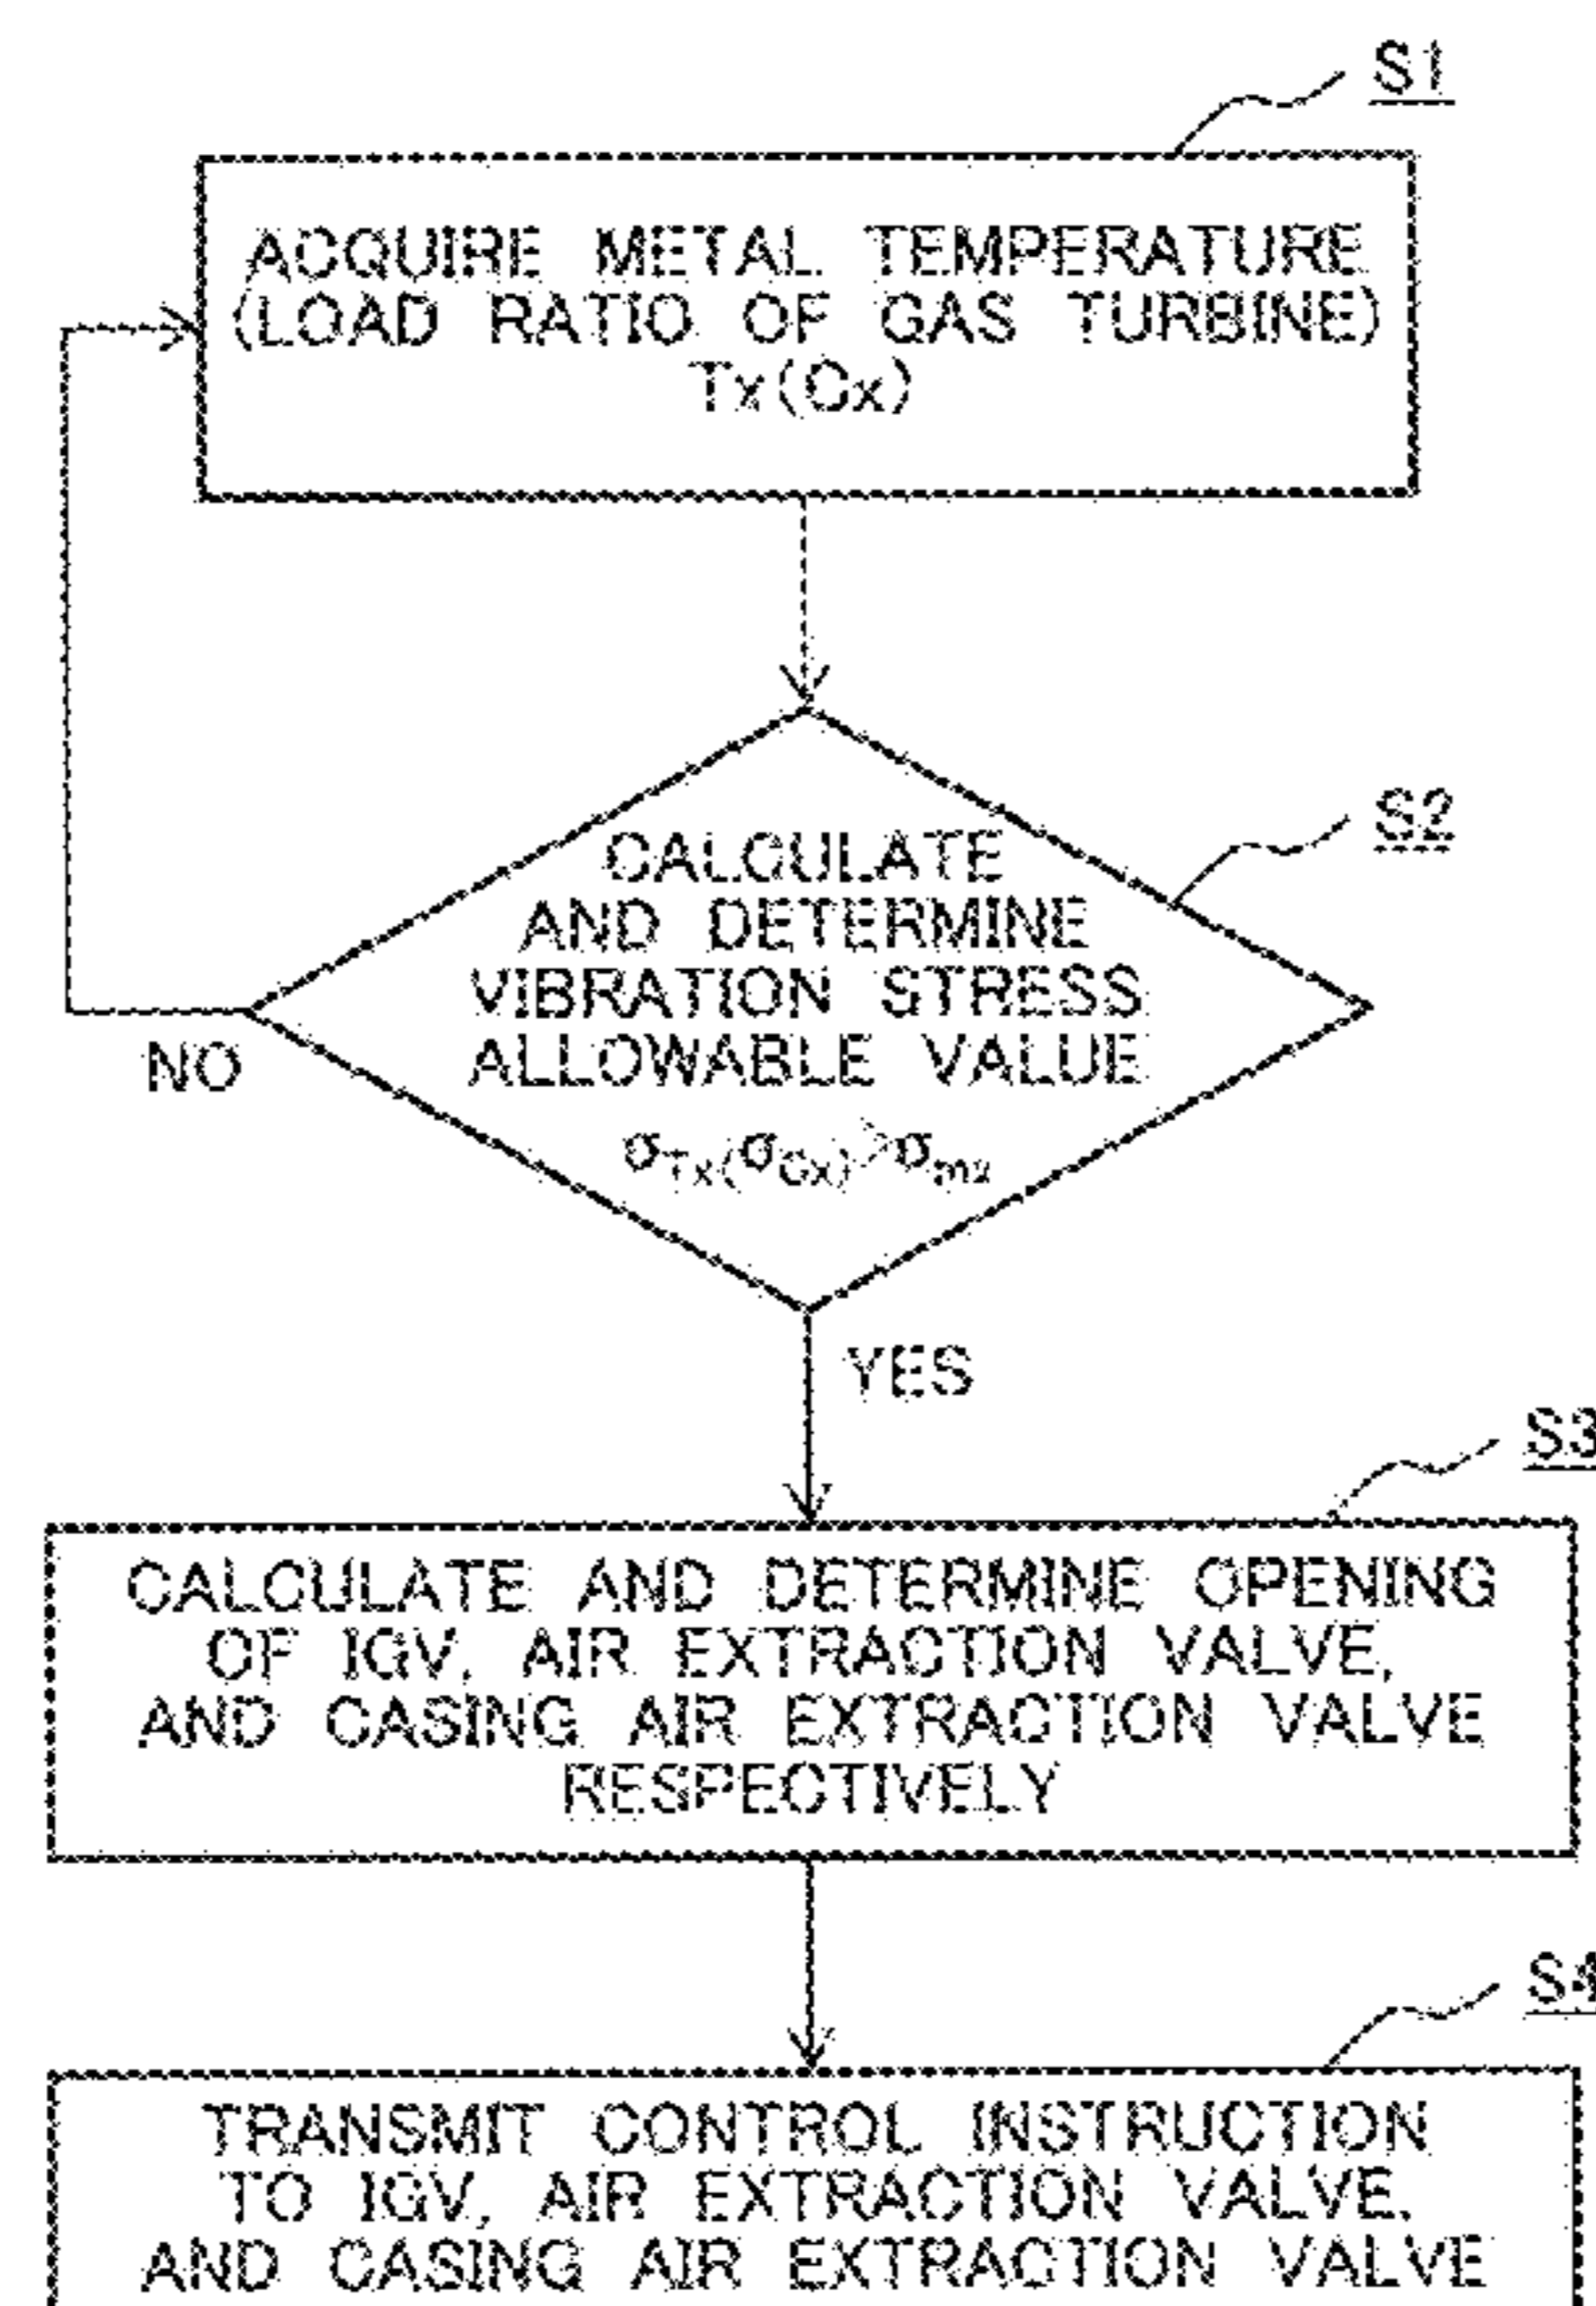 S1
ACQUIRE METAL TEMPERATURE
(LOAD RATIO OF GAS TURBINE)
Tx(Cx)
S2
CALCULATE
AND DETERMINE
VIBRATION STRESS
ALLOWABLE VALUE
σTx(σCx)>σmx
NO
YES
S3
CALCULATE AND DETERMINE OPENING
OF IGV, AIR EXTRACTION VALVE,
AND CASING AIR EXTRACTION VALVE
RESPECTIVELY
S4
TRANSMIT CONTROL INSTRUCTION
TO IGV, AIR EXTRACTION VALVE,
AND CASING AIR EXTRACTION VALVE